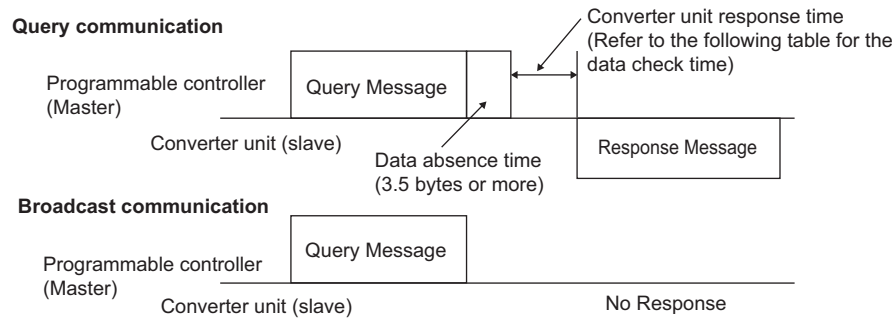 Query communication
Converter unit response time
(Refer to the following table for the
data check time)
Programmable controller
(Master)
Query Message
Converter unit (slave)
Data absence time
(3.5 bytes or more)
Response Message
Broadcast communication
Query Message
Programmable controller
(Master)
Converter unit (slave)
No Response